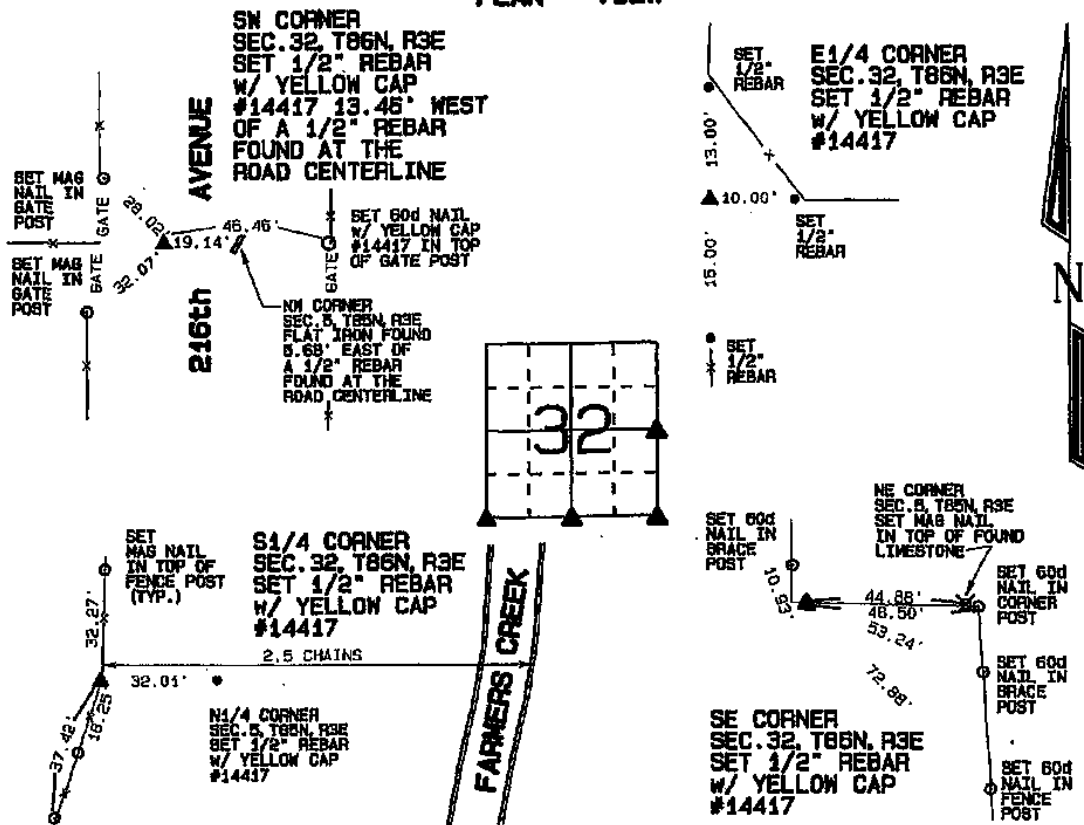 SW CORNER
SEC.32, T86N, R3E
SET 1/2" REBAR
w/ YELLOW CAP
#14417 13.46' WEST
OF A 1/2" REBAR
FOUND AT THE
ROAD CENTERLINE
216th AVENUE
SET MAG
NAIL IN
GATE
POST
GATE
28.02'
46.46'
19.14'
SET 60d NAIL
w/ YELLOW CAP
#14417 IN TOP
OF GATE POST
GATE
SET MAG
NAIL IN
GATE
POST
GATE
32.07'
NW CORNER
SEC.5, T85N, R3E
FLAT IRON FOUND
5.68' EAST OF
A 1/2" REBAR
FOUND AT THE
ROAD CENTERLINE
SET
1/2"
REBAR
E1/4 CORNER
SEC.32, T86N, R3E
SET 1/2" REBAR
w/ YELLOW CAP
#14417
13.00'
10.00'
SET
1/2"
REBAR
15.00'
SET
1/2"
REBAR
N
32
SET
MAG NAIL
IN TOP OF
FENCE POST
(TYP.)
S1/4 CORNER
SEC.32, T86N, R3E
SET 1/2" REBAR
w/ YELLOW CAP
#14417
32.27'
2.5 CHAINS
32.01'
37.42'
18.25
N1/4 CORNER
SEC.5, T85N, R3E
SET 1/2" REBAR
w/ YELLOW CAP
#14417
FARMERS CREEK
NE CORNER
SEC.5, T85N, R3E
SET MAG NAIL
IN TOP OF FOUND
LIMESTONE
SET 60d
NAIL IN
BRACE
POST
10.93'
44.88'
46.50'
53.24'
72.88'
SET 60d
NAIL IN
CORNER
POST
SET 60d
NAIL IN
BRACE
POST
SET 60d
NAIL IN
FENCE
POST
SE CORNER
SEC.32, T86N, R3E
SET 1/2" REBAR
w/ YELLOW CAP
#14417